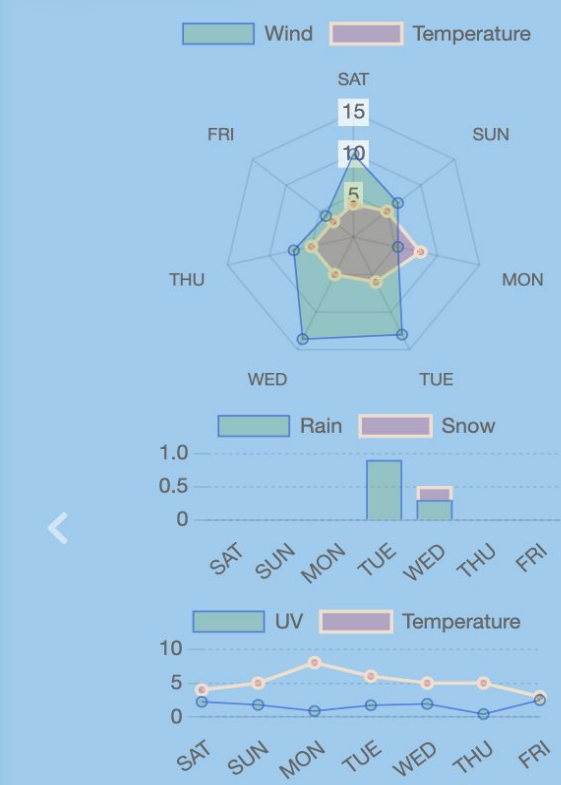 Wind Temperature
SAT
15
FRI SUN
10
5
THU MON
WED TUE
Rain Snow
1.0
0.5
0
SAT SUN MON TUE WED THU FRI
UV Temperature
10
5
0
SAT SUN MON TUE WED THU FRI